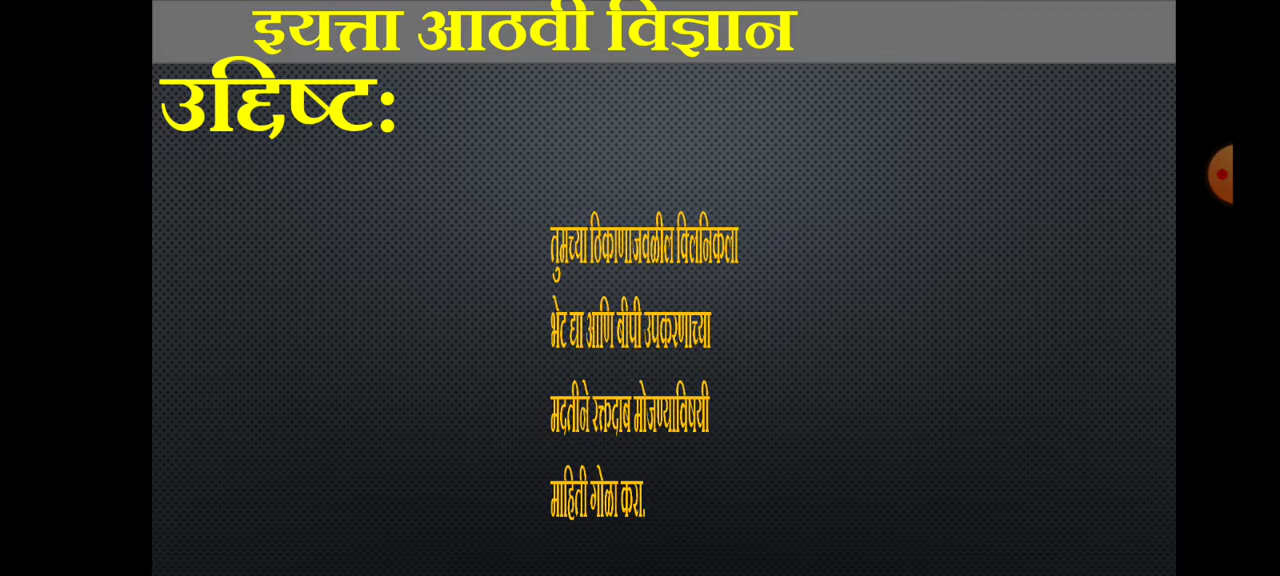 इयत्ता आठवी विज्ञान
उद्दिष्ट:
तुमच्या ठिकाणाजवळील क्लिनिकला
भेट द्या आणि बीपी उपकरणाच्या
मदतीने रक्तदाब मोजण्याविषयी
माहिती गोळा करा.